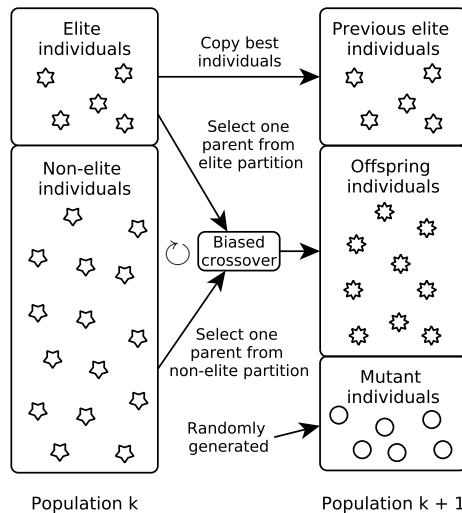 Elite
individuals
Copy best
individuals
Previous elite
individuals
Select one
parent from
elite partition
Non-elite
individuals
Offspring
individuals
Biased
crossover
Select one
parent from
non-elite partition
Mutant
individuals
Randomly
generated
Population k
Population k + 1